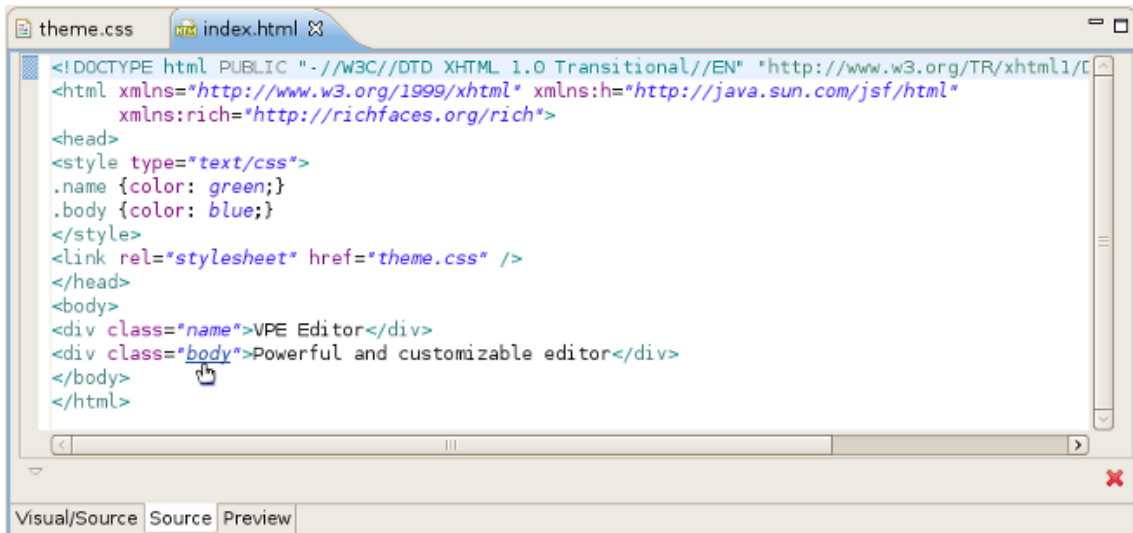 theme.css index.html
<!DOCTYPE html PUBLIC "-//W3C//DTD XHTML 1.0 Transitional//EN" "http://www.w3.org/TR/xhtml1/D
<html xmlns="http://www.w3.org/1999/xhtml" xmlns:h="http://java.sun.com/jsf/html"
xmlns:rich="http://richfaces.org/rich">
<head>
<style type="text/css">
.name {color: green;}
.body {color: blue;}
</style>
<link rel="stylesheet" href="theme.css" />
</head>
<body>
<div class="name">VPE Editor</div>
<div class="body">Powerful and customizable editor</div>
</body>
</html>
Visual/Source Source Preview